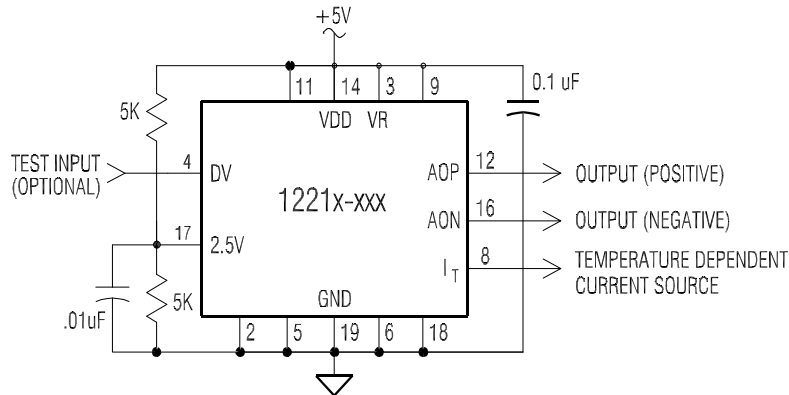 +5V
11
14
3
9
0.1 uF
5K
VDD
VR
TEST INPUT
(OPTIONAL)
4
DV
1221x-xxx
AOP
12
OUTPUT (POSITIVE)
AON
16
OUTPUT (NEGATIVE)
17
2.5V
I_T
8
TEMPERATURE DEPENDENT
CURRENT SOURCE
.01uF
5K
GND
2
5
19
6
18